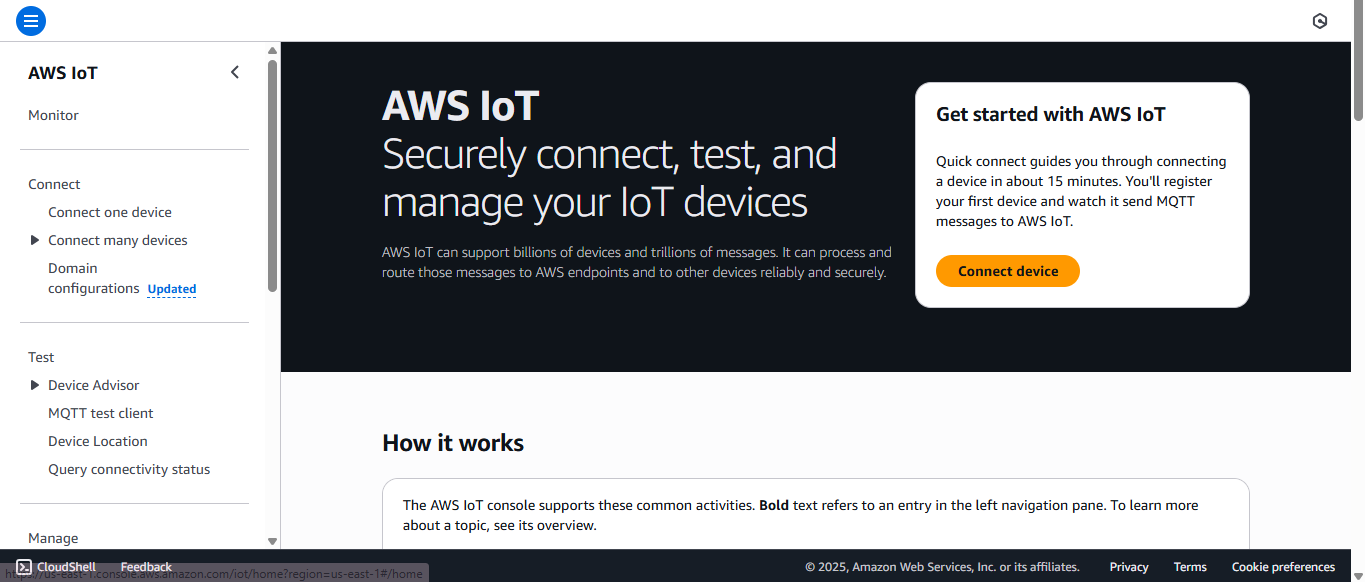 AWS IoT
Monitor
Connect
Connect one device
Connect many devices
Domain
configurations Updated
Test
Device Advisor
MQTT test client
Device Location
Query connectivity status
Manage
AWS IoT
Securely connect, test, and
manage your IoT devices
AWS IoT can support billions of devices and trillions of messages. It can process and
route those messages to AWS endpoints and to other devices reliably and securely.
Get started with AWS IoT
Quick connect guides you through connecting
a device in about 15 minutes. You'll register
your first device and watch it send MQTT
messages to AWS IoT.
Connect device
How it works
The AWS IoT console supports these common activities. Bold text refers to an entry in the left navigation pane. To learn more
about a topic, see its overview.
CloudShell Feedback
© 2025, Amazon Web Services, Inc. or its affiliates. Privacy Terms Cookie preferences
https://us-east-1.console.aws.amazon.com/iot/home?region=us-east-1#/home